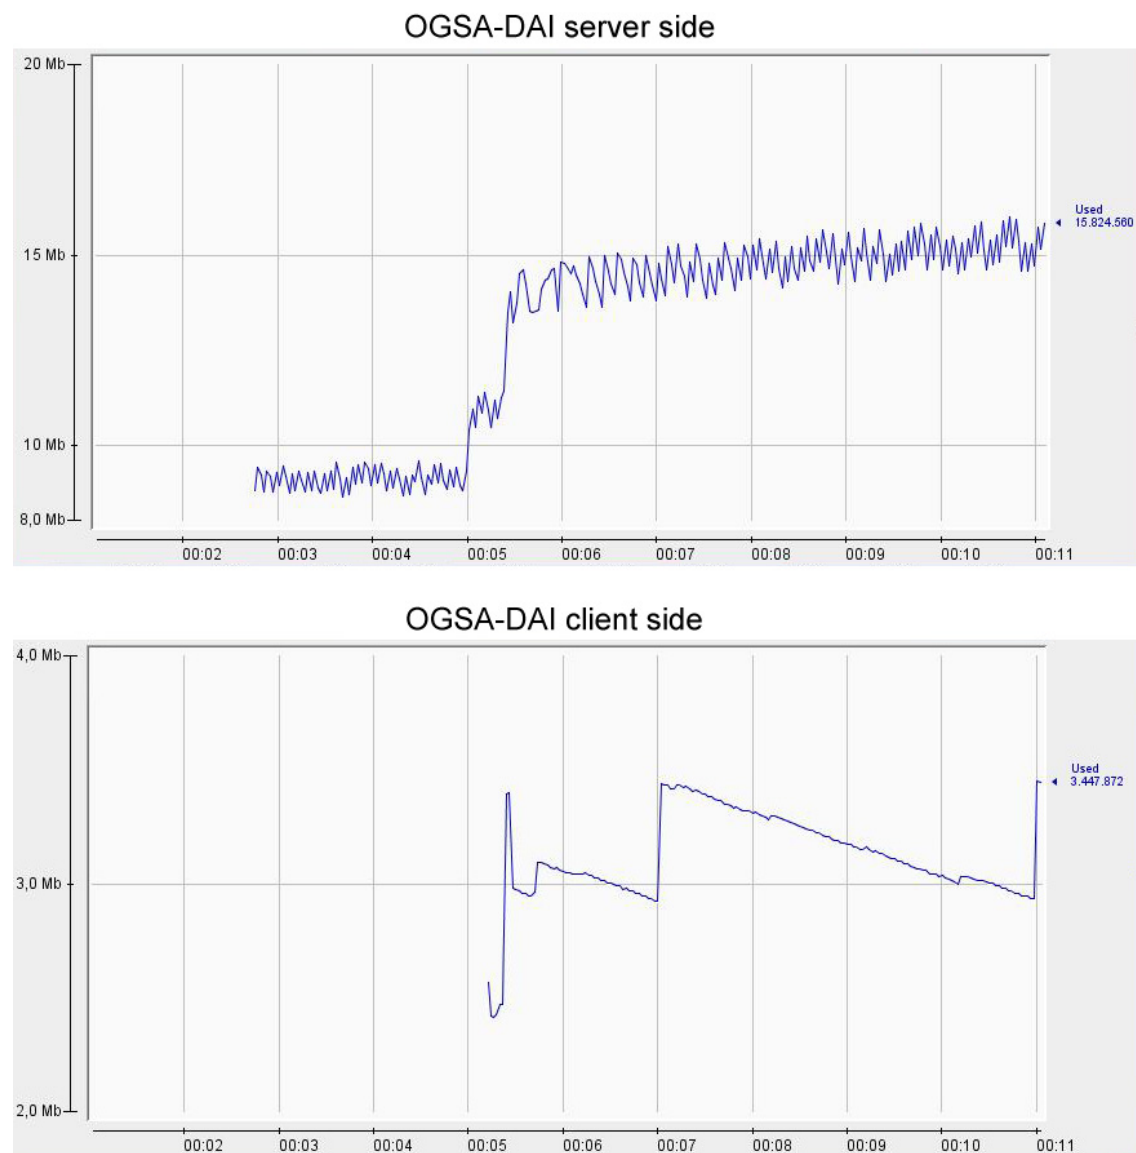 OGSA-DAI server side
20 Mb
Used
15.824.560
15 Mb
10 Mb
8,0 Mb
00:02 00:03 00:04 00:05 00:06 00:07 00:08 00:09 00:10 00:11
OGSA-DAI client side
4,0 Mb
Used
3.447.872
3,0 Mb
2,0 Mb
00:02 00:03 00:04 00:05 00:06 00:07 00:08 00:09 00:10 00:11